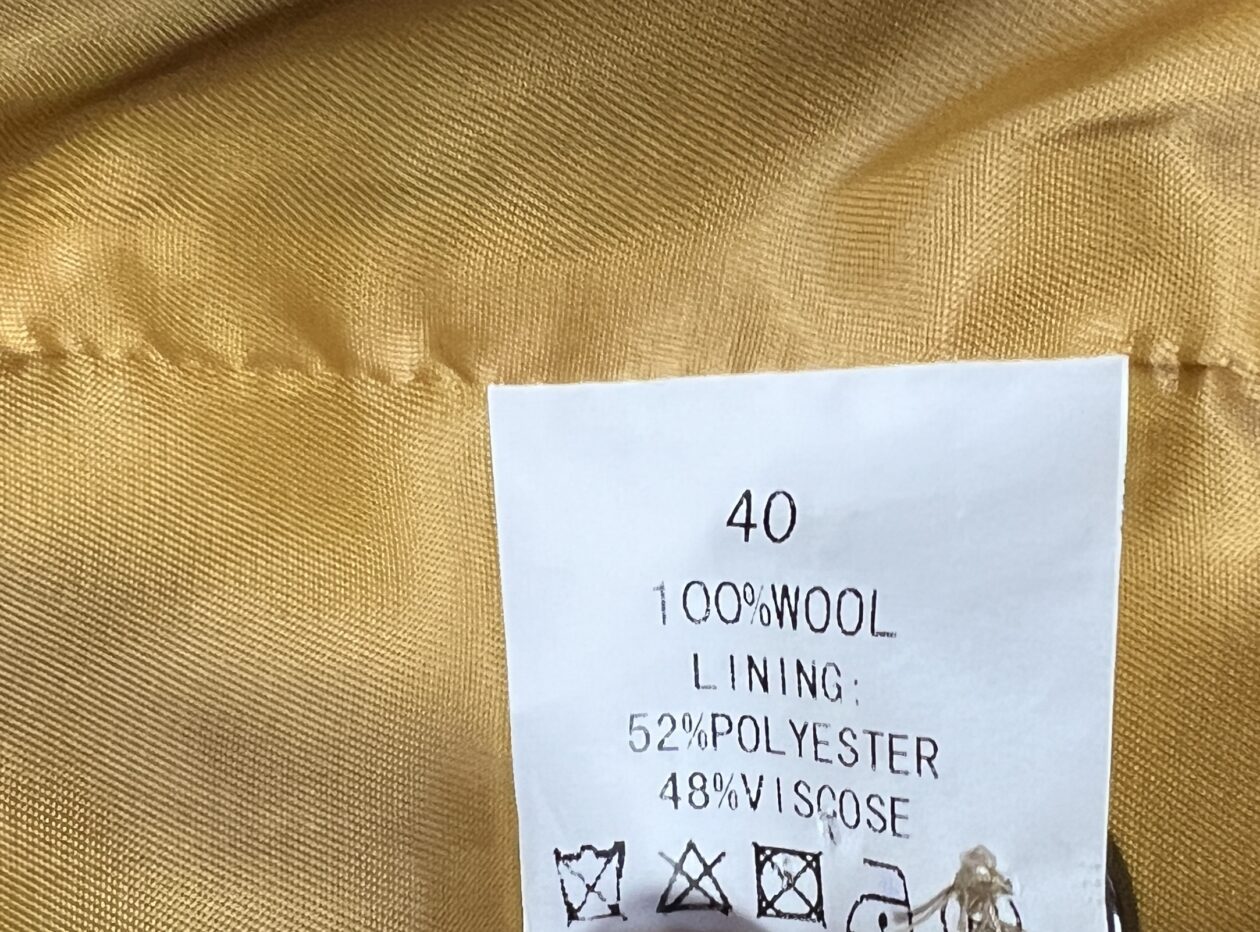 40
100%WOOL
LINING:
52%POLYESTER
48%VISCOSE